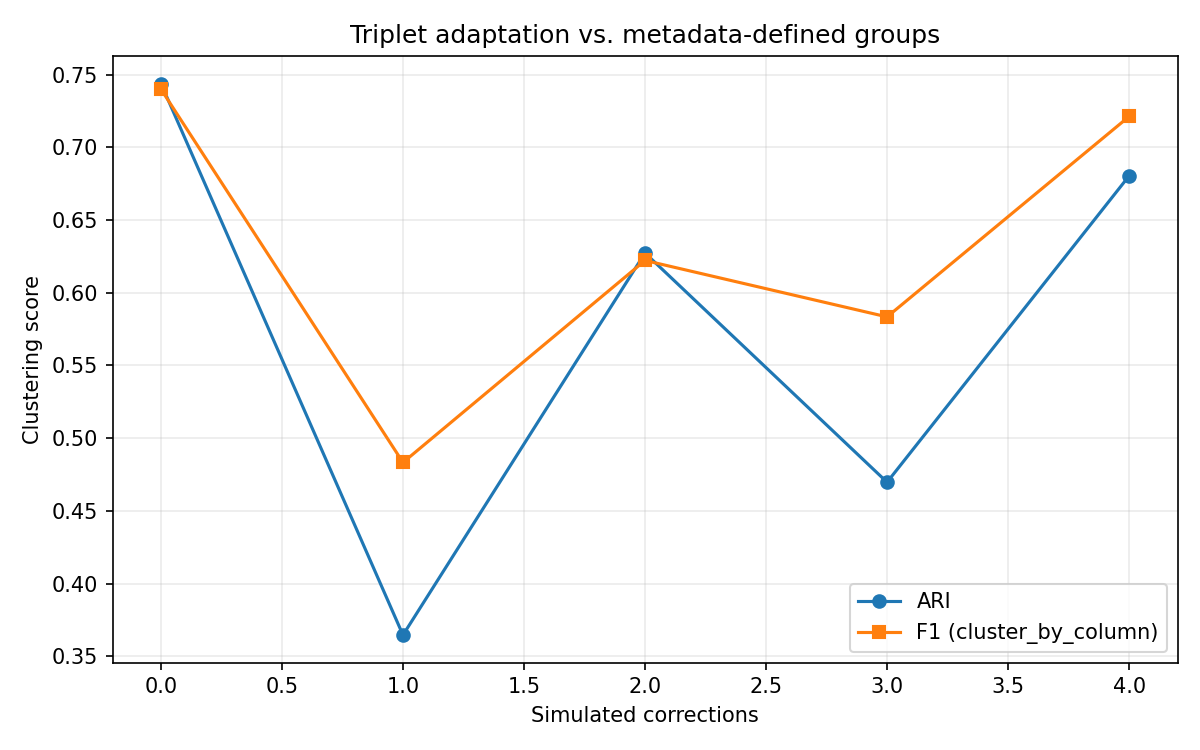 Triplet adaptation vs. metadata-defined groups
Clustering score
0.75
0.70
0.65
0.60
0.55
0.50
0.45
0.40
0.35
ARI
F1 (cluster_by_column)
0.0 0.5 1.0 1.5 2.0 2.5 3.0 3.5 4.0
Simulated corrections